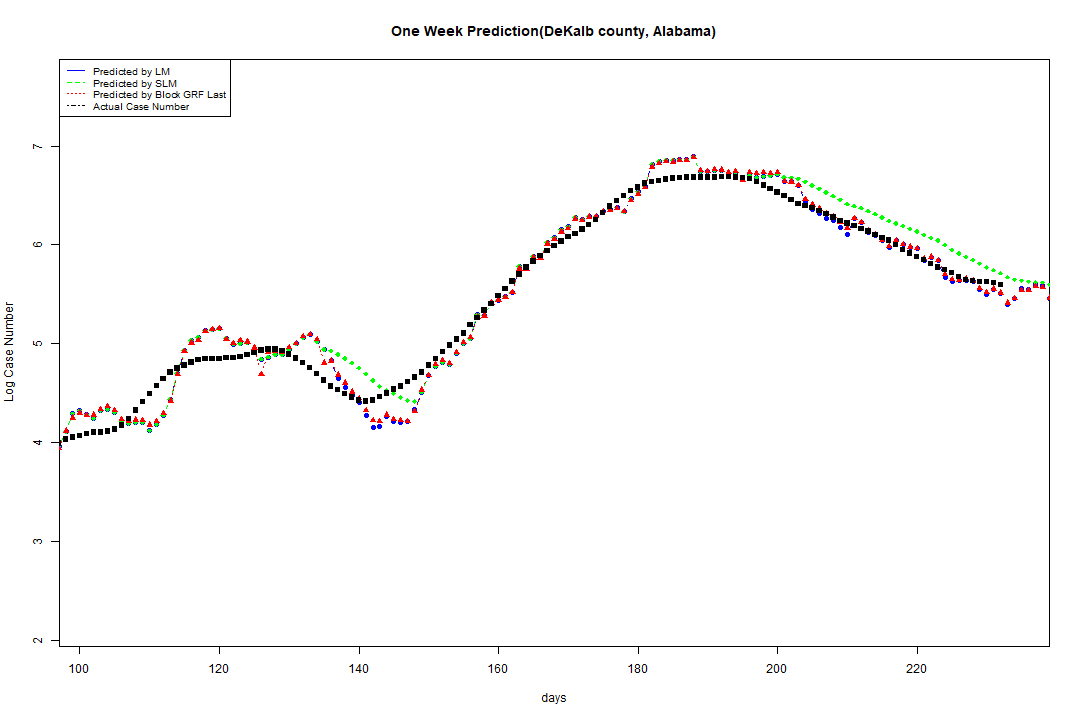 One Week Prediction(DeKalb county, Alabama)
Predicted by LM
Predicted by SLM
Predicted by Block GRF Last
Actual Case Number
7
6
5
4
3
2
Log Case Number
100 120 140 160 180 200 220
days